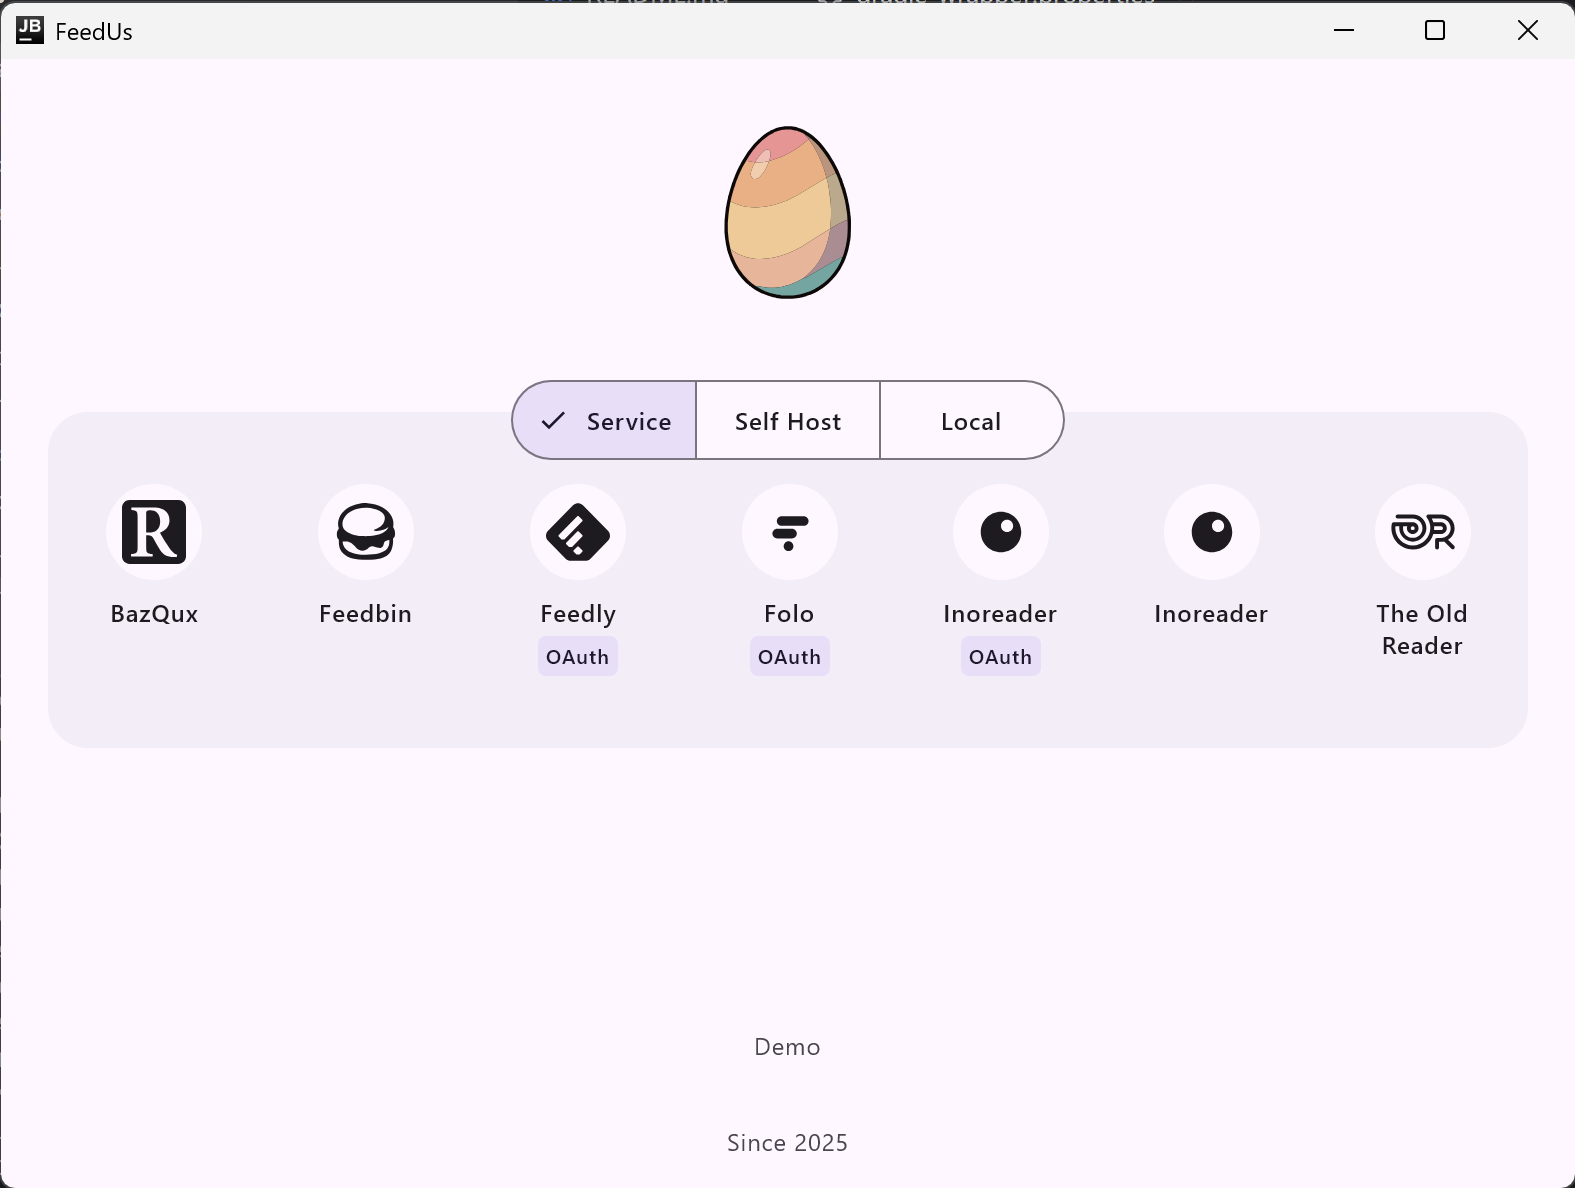 JB FeedUs
Service Self Host Local
R
BazQux Feedbin Feedly Folo Inoreader Inoreader The Old
Reader
OAuth OAuth OAuth
Demo
Since 2025